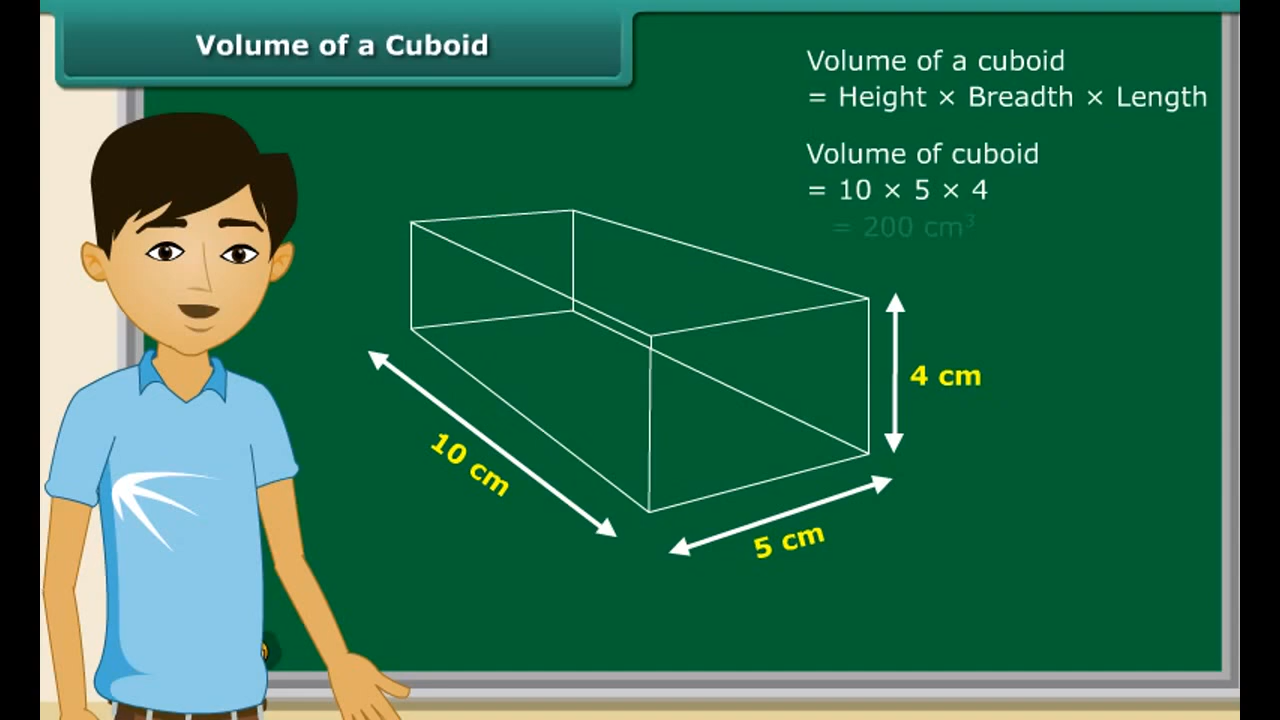 Volume of a Cuboid
Volume of a cuboid
= Height × Breadth × Length
Volume of cuboid
= 10 × 5 × 4
= 200 cm³
4 cm
10 cm
5 cm